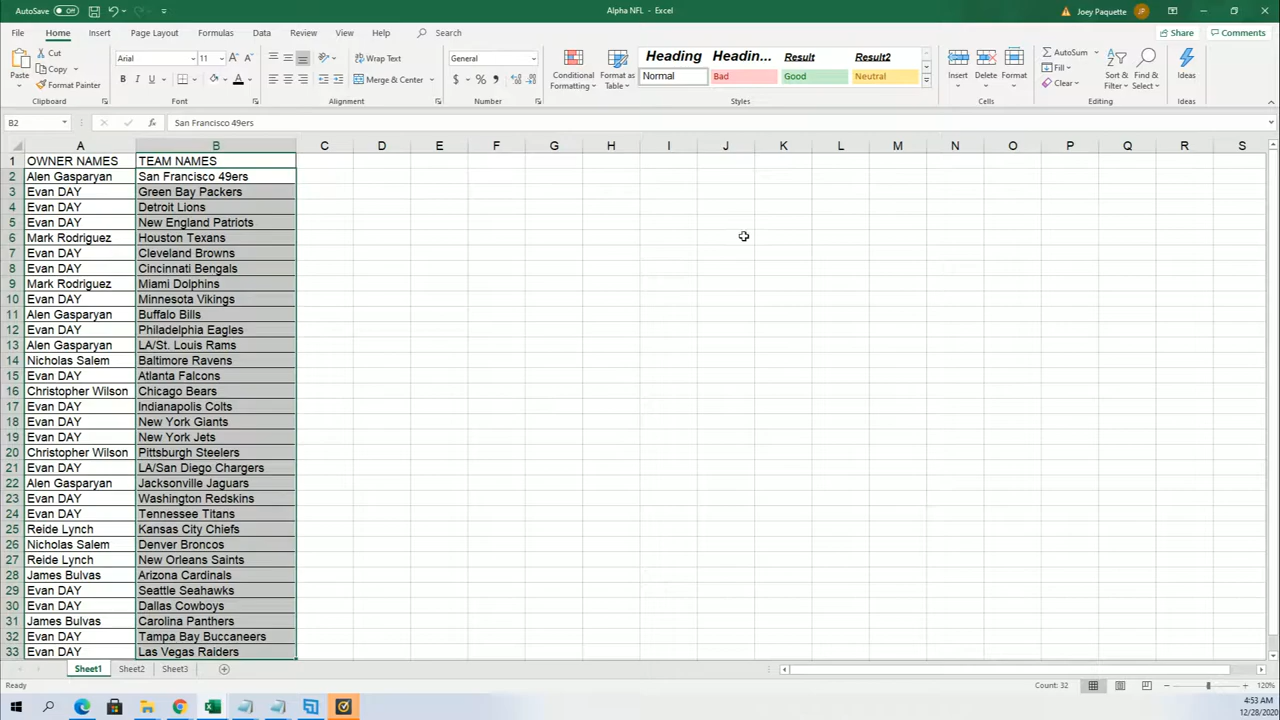 AutoSave Off Alpha NFL - Excel Joey Paquette JP
File Home Insert Page Layout Formulas Data Review View Help Search Share Comments
Paste Cut Copy Format Painter Clipboard
Arial 11 A A B I U A Font
Wrap Text Merge & Center Alignment
General $ % Number
Conditional Formatting Format as Table
Heading Headin... Result Result2
Normal Bad Good Neutral
Styles
Insert Delete Format Cells
AutoSum Fill Clear Sort & Filter Find & Select Editing
Ideas Ideas
B2 fx San Francisco 49ers
A B C D E F G H I J K L M N O P Q R S
1 OWNER NAMES TEAM NAMES
2 Alen Gasparyan San Francisco 49ers
3 Evan DAY Green Bay Packers
4 Evan DAY Detroit Lions
5 Evan DAY New England Patriots
6 Mark Rodriguez Houston Texans
7 Evan DAY Cleveland Browns
8 Evan DAY Cincinnati Bengals
9 Mark Rodriguez Miami Dolphins
10 Evan DAY Minnesota Vikings
11 Alen Gasparyan Buffalo Bills
12 Evan DAY Philadelphia Eagles
13 Alen Gasparyan LA/St. Louis Rams
14 Nicholas Salem Baltimore Ravens
15 Evan DAY Atlanta Falcons
16 Christopher Wilson Chicago Bears
17 Evan DAY Indianapolis Colts
18 Evan DAY New York Giants
19 Evan DAY New York Jets
20 Christopher Wilson Pittsburgh Steelers
21 Evan DAY LA/San Diego Chargers
22 Alen Gasparyan Jacksonville Jaguars
23 Evan DAY Washington Redskins
24 Evan DAY Tennessee Titans
25 Reide Lynch Kansas City Chiefs
26 Nicholas Salem Denver Broncos
27 Reide Lynch New Orleans Saints
28 James Bulvas Arizona Cardinals
29 Evan DAY Seattle Seahawks
30 Evan DAY Dallas Cowboys
31 James Bulvas Carolina Panthers
32 Evan DAY Tampa Bay Buccaneers
33 Evan DAY Las Vegas Raiders
Sheet1 Sheet2 Sheet3
Ready Count: 32 120%
4:53 AM
12/28/2020